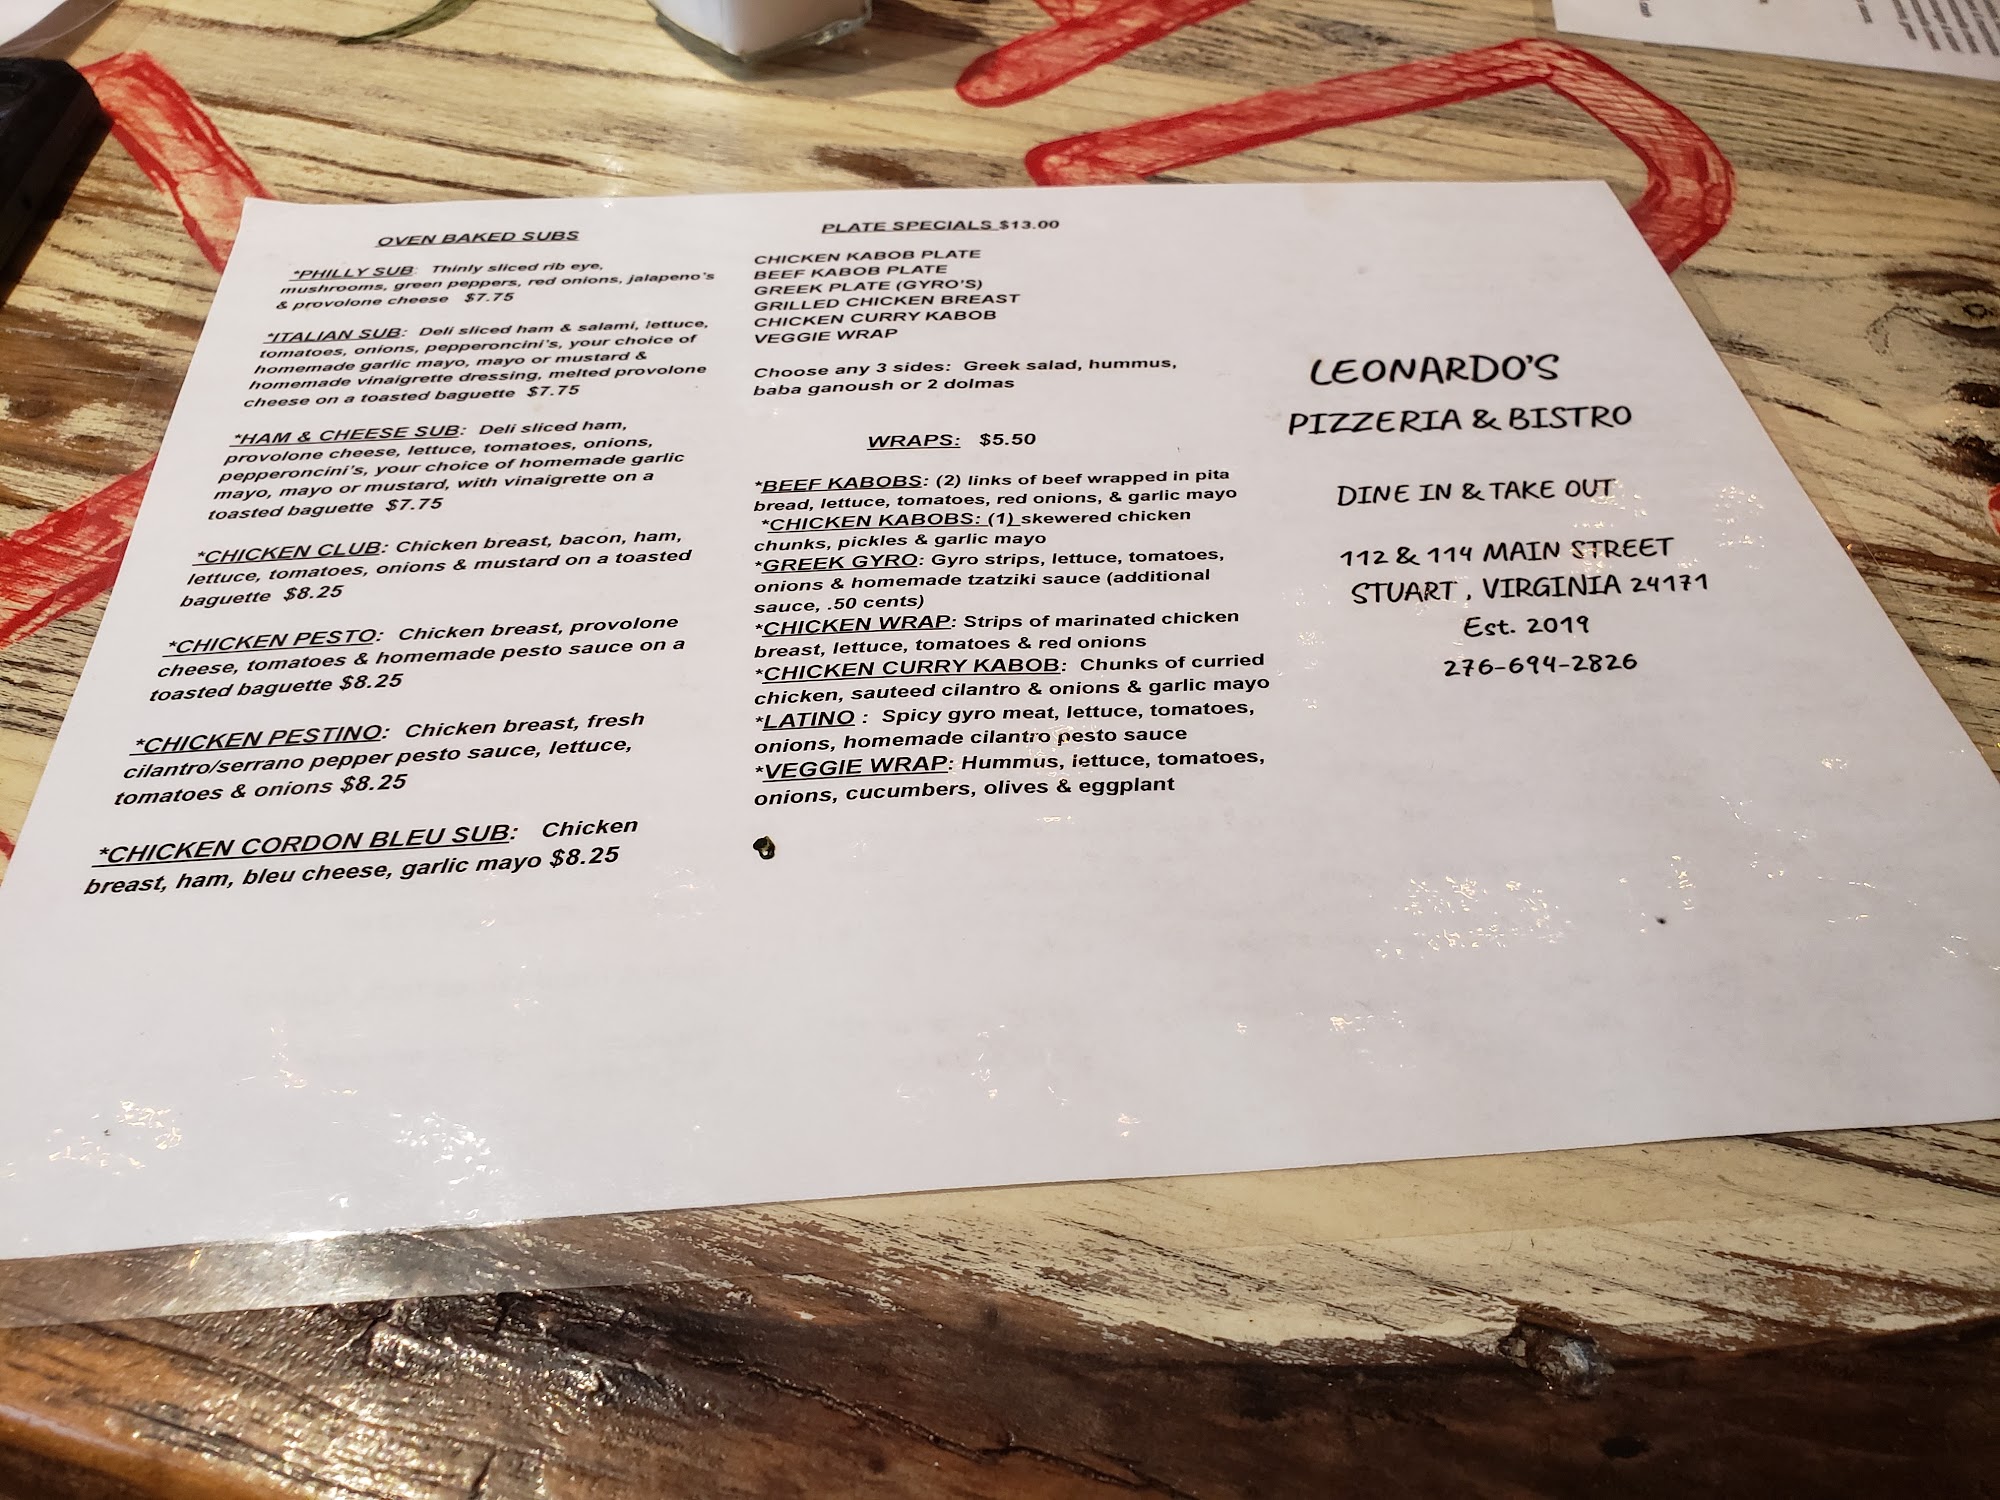 OVEN BAKED SUBS
*PHILLY SUB: Thinly sliced rib eye,
mushrooms, green peppers, red onions, jalapeno's
& provolone cheese $7.75
*ITALIAN SUB: Deli sliced ham & salami, lettuce,
tomatoes, onions, pepperoncini's, your choice of
homemade garlic mayo, mayo or mustard &
homemade vinaigrette dressing, melted provolone
cheese on a toasted baguette $7.75
*HAM & CHEESE SUB: Deli sliced ham,
provolone cheese, lettuce, tomatoes, onions,
pepperoncini's, your choice of homemade garlic
mayo, mayo or mustard, with vinaigrette on a
toasted baguette $7.75
*CHICKEN CLUB: Chicken breast, bacon, ham,
lettuce, tomatoes, onions & mustard on a toasted
baguette $8.25
*CHICKEN PESTO: Chicken breast, provolone
cheese, tomatoes & homemade pesto sauce on a
toasted baguette $8.25
*CHICKEN PESTINO: Chicken breast, fresh
cilantro/serrano pepper pesto sauce, lettuce,
tomatoes & onions $8.25
*CHICKEN CORDON BLEU SUB: Chicken
breast, ham, bleu cheese, garlic mayo $8.25
PLATE SPECIALS $13.00
CHICKEN KABOB PLATE
BEEF KABOB PLATE
GREEK PLATE (GYRO'S)
GRILLED CHICKEN BREAST
CHICKEN CURRY KABOB
VEGGIE WRAP
Choose any 3 sides: Greek salad, hummus,
baba ganoush or 2 dolmas
WRAPS: $5.50
*BEEF KABOBS: (2) links of beef wrapped in pita
bread, lettuce, tomatoes, red onions, & garlic mayo
*CHICKEN KABOBS: (1) skewered chicken
chunks, pickles & garlic mayo
*GREEK GYRO: Gyro strips, lettuce, tomatoes,
onions & homemade tzatziki sauce (additional
sauce, .50 cents)
*CHICKEN WRAP: Strips of marinated chicken
breast, lettuce, tomatoes & red onions
*CHICKEN CURRY KABOB: Chunks of curried
chicken, sauteed cilantro & onions & garlic mayo
*LATINO : Spicy gyro meat, lettuce, tomatoes,
onions, homemade cilantro pesto sauce
*VEGGIE WRAP: Hummus, lettuce, tomatoes,
onions, cucumbers, olives & eggplant
LEONARDO'S
PIZZERIA & BISTRO
DINE IN & TAKE OUT
112 & 114 MAIN STREET
STUART , VIRGINIA 24171
Est. 2019
276-694-2826